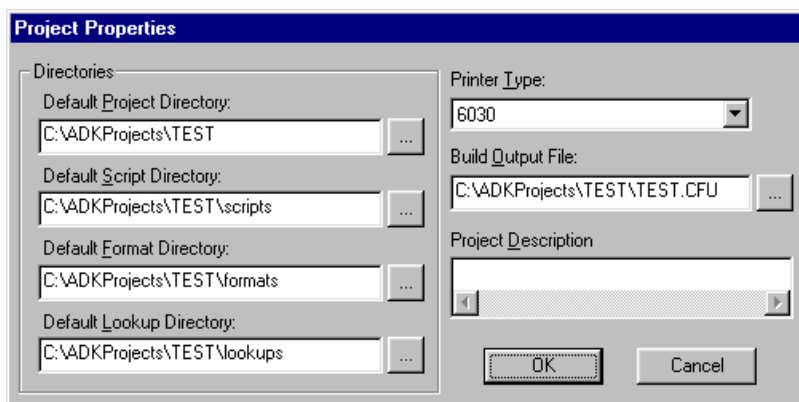 Project Properties
Directories
Default Project Directory:
C:\ADKProjects\TEST
...
Default Script Directory:
C:\ADKProjects\TEST\scripts
...
Default Format Directory:
C:\ADKProjects\TEST\formats
...
Default Lookup Directory:
C:\ADKProjects\TEST\lookups
...
Printer Type:
6030
Build Output File:
C:\ADKProjects\TEST\TEST.CFU
...
Project Description
OK
Cancel